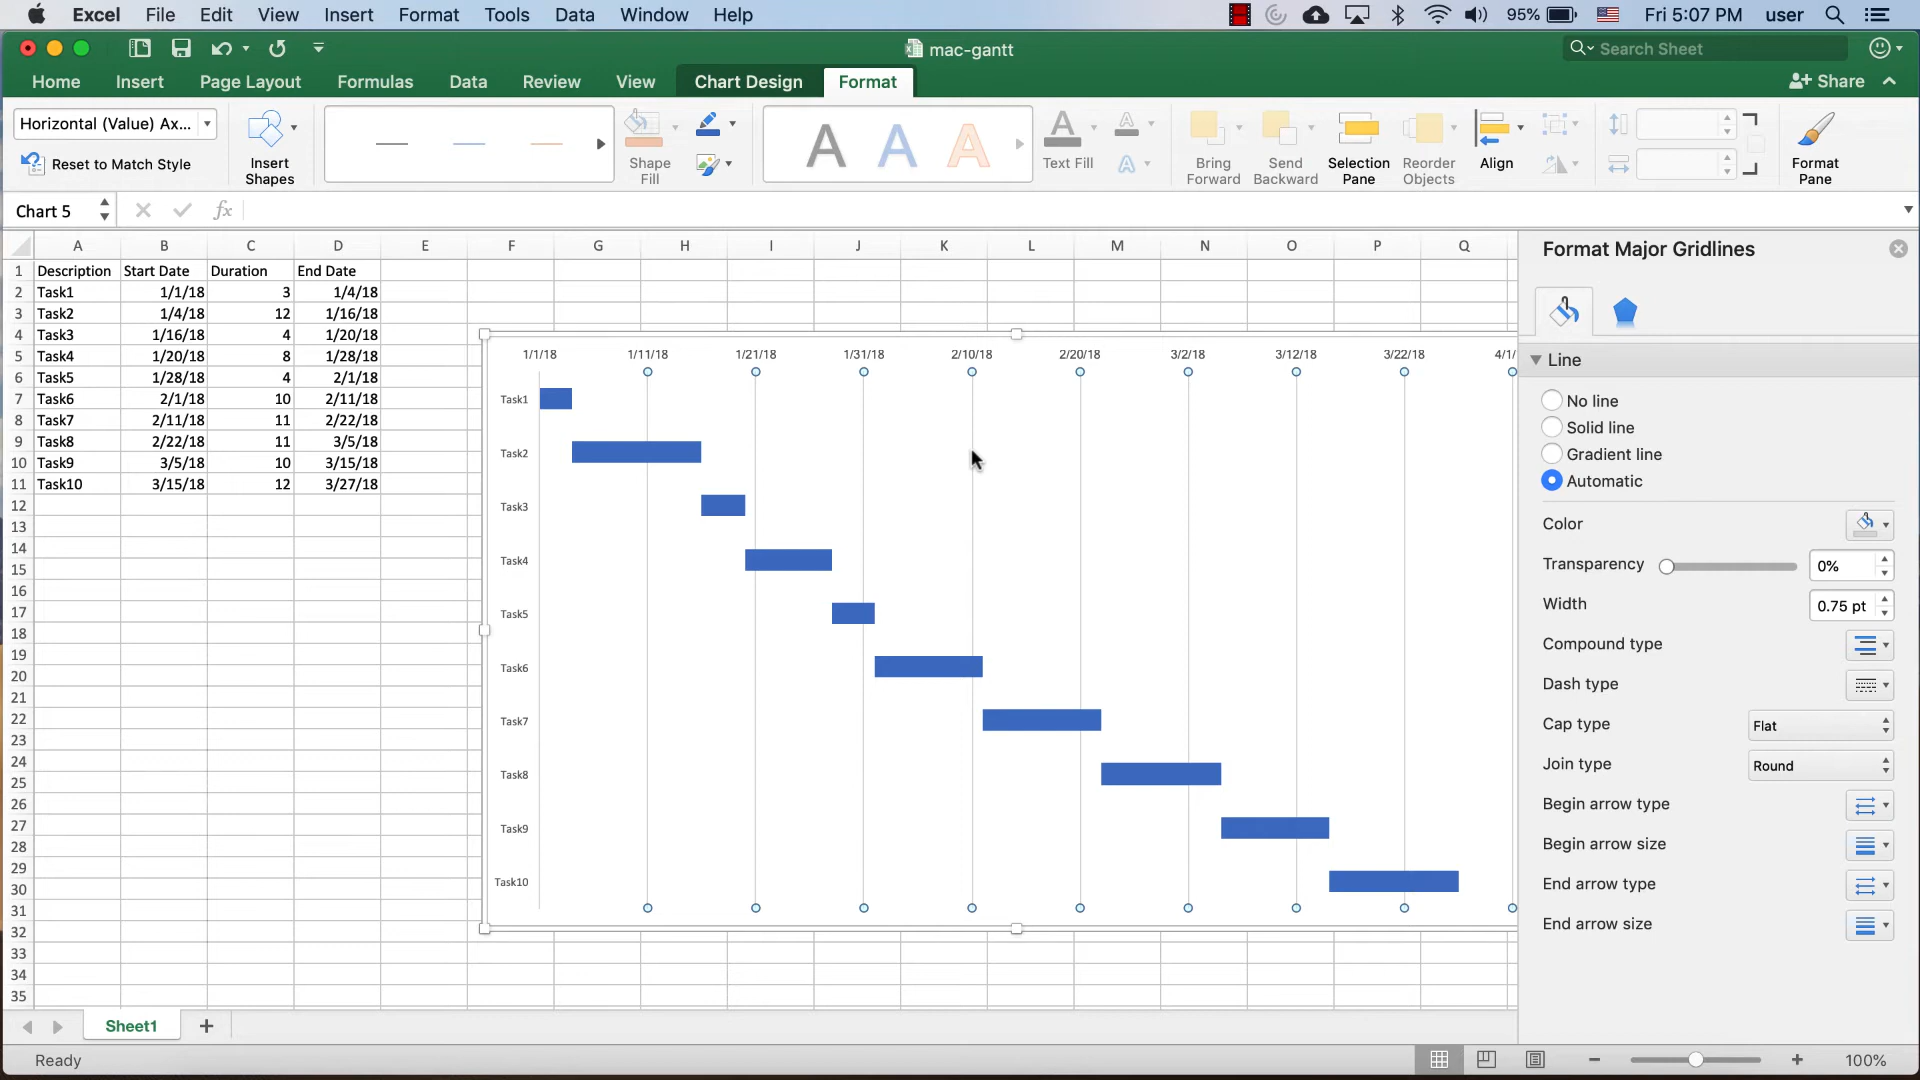 Excel File Edit View Insert Format Tools Data Window Help 95% Fri 5:07 PM user
mac-gantt
Search Sheet
Home Insert Page Layout Formulas Data Review View Chart Design Format Share
Horizontal (Value) Ax...
Reset to Match Style
Insert Shapes
Shape Fill
A A A
Text Fill
Bring Forward
Send Backward
Selection Pane
Reorder Objects
Align
Format Pane
Chart 5
fx
A B C D E F G H I J K L M N O P Q
1 Description Start Date Duration End Date
2 Task1 1/1/18 3 1/4/18
3 Task2 1/4/18 12 1/16/18
4 Task3 1/16/18 4 1/20/18
5 Task4 1/20/18 8 1/28/18
6 Task5 1/28/18 4 2/1/18
7 Task6 2/1/18 10 2/11/18
8 Task7 2/11/18 11 2/22/18
9 Task8 2/22/18 11 3/5/18
10 Task9 3/5/18 10 3/15/18
11 Task10 3/15/18 12 3/27/18
12
13
14
15
16
17
18
19
20
21
22
23
24
25
26
27
28
29
30
31
32
33
34
35
1/1/18 1/11/18 1/21/18 1/31/18 2/10/18 2/20/18 3/2/18 3/12/18 3/22/18 4/1/
Task1
Task2
Task3
Task4
Task5
Task6
Task7
Task8
Task9
Task10
Format Major Gridlines
Line
No line
Solid line
Gradient line
Automatic
Color
Transparency 0%
Width 0.75 pt
Compound type
Dash type
Cap type Flat
Join type Round
Begin arrow type
Begin arrow size
End arrow type
End arrow size
Sheet1
Ready
100%